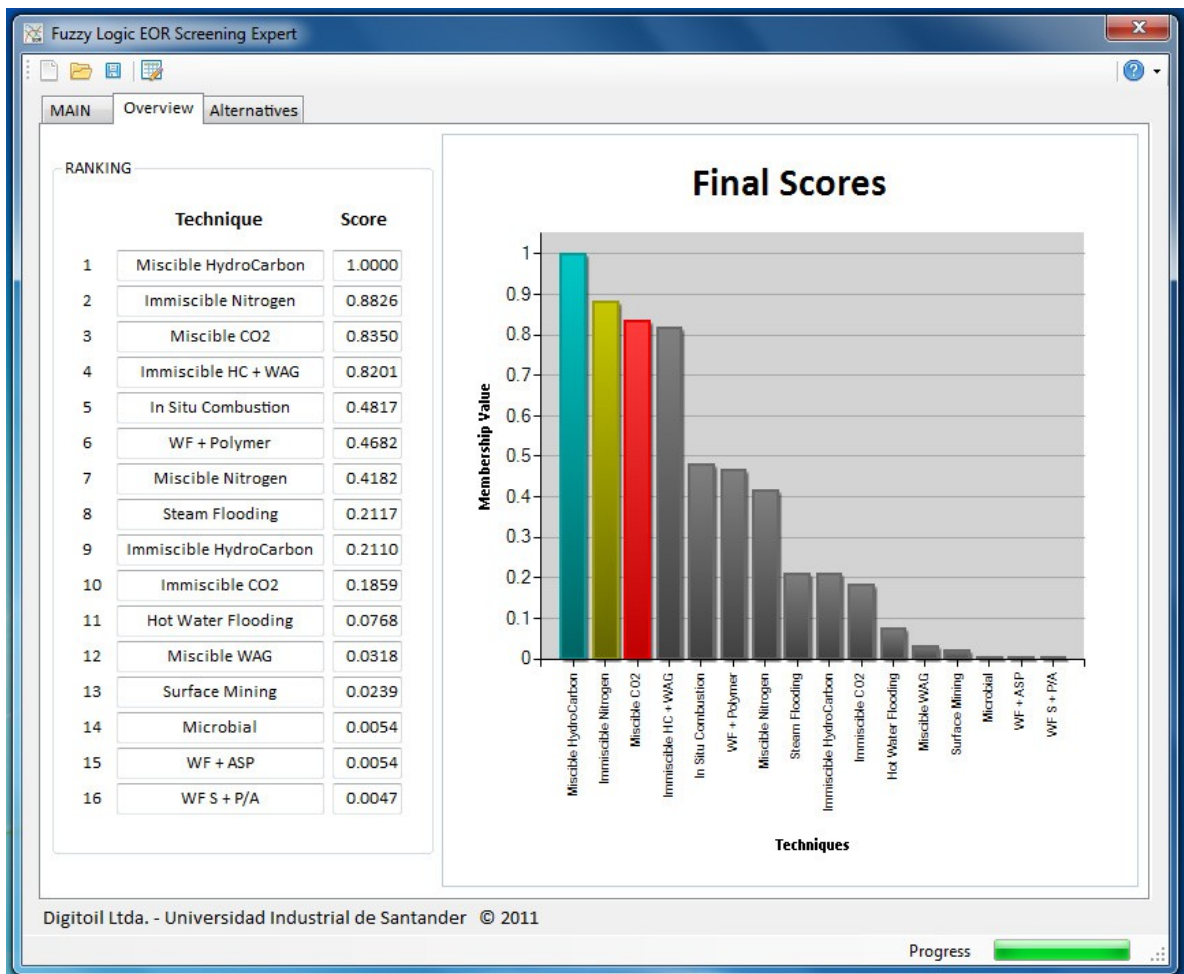 Fuzzy Logic EOR Screening Expert
MAIN
Overview
Alternatives
RANKING
Technique Score
1 Miscible HydroCarbon 1.0000
2 Immiscible Nitrogen 0.8826
3 Miscible CO2 0.8350
4 Immiscible HC + WAG 0.8201
5 In Situ Combustion 0.4817
6 WF + Polymer 0.4682
7 Miscible Nitrogen 0.4182
8 Steam Flooding 0.2117
9 Immiscible HydroCarbon 0.2110
10 Immiscible CO2 0.1859
11 Hot Water Flooding 0.0768
12 Miscible WAG 0.0318
13 Surface Mining 0.0239
14 Microbial 0.0054
15 WF + ASP 0.0054
16 WF S + P/A 0.0047
Final Scores
Membership Value
1
0.9
0.8
0.7
0.6
0.5
0.4
0.3
0.2
0.1
0
Miscible HydroCarbon
Immiscible Nitrogen
Miscible CO2
Immiscible HC + WAG
In Situ Combustion
WF + Polymer
Miscible Nitrogen
Steam Flooding
Immiscible HydroCarbon
Immiscible CO2
Hot Water Flooding
Miscible WAG
Surface Mining
Microbial
WF + ASP
WF S + P/A
Techniques
Digitoil Ltda. - Universidad Industrial de Santander © 2011
Progress